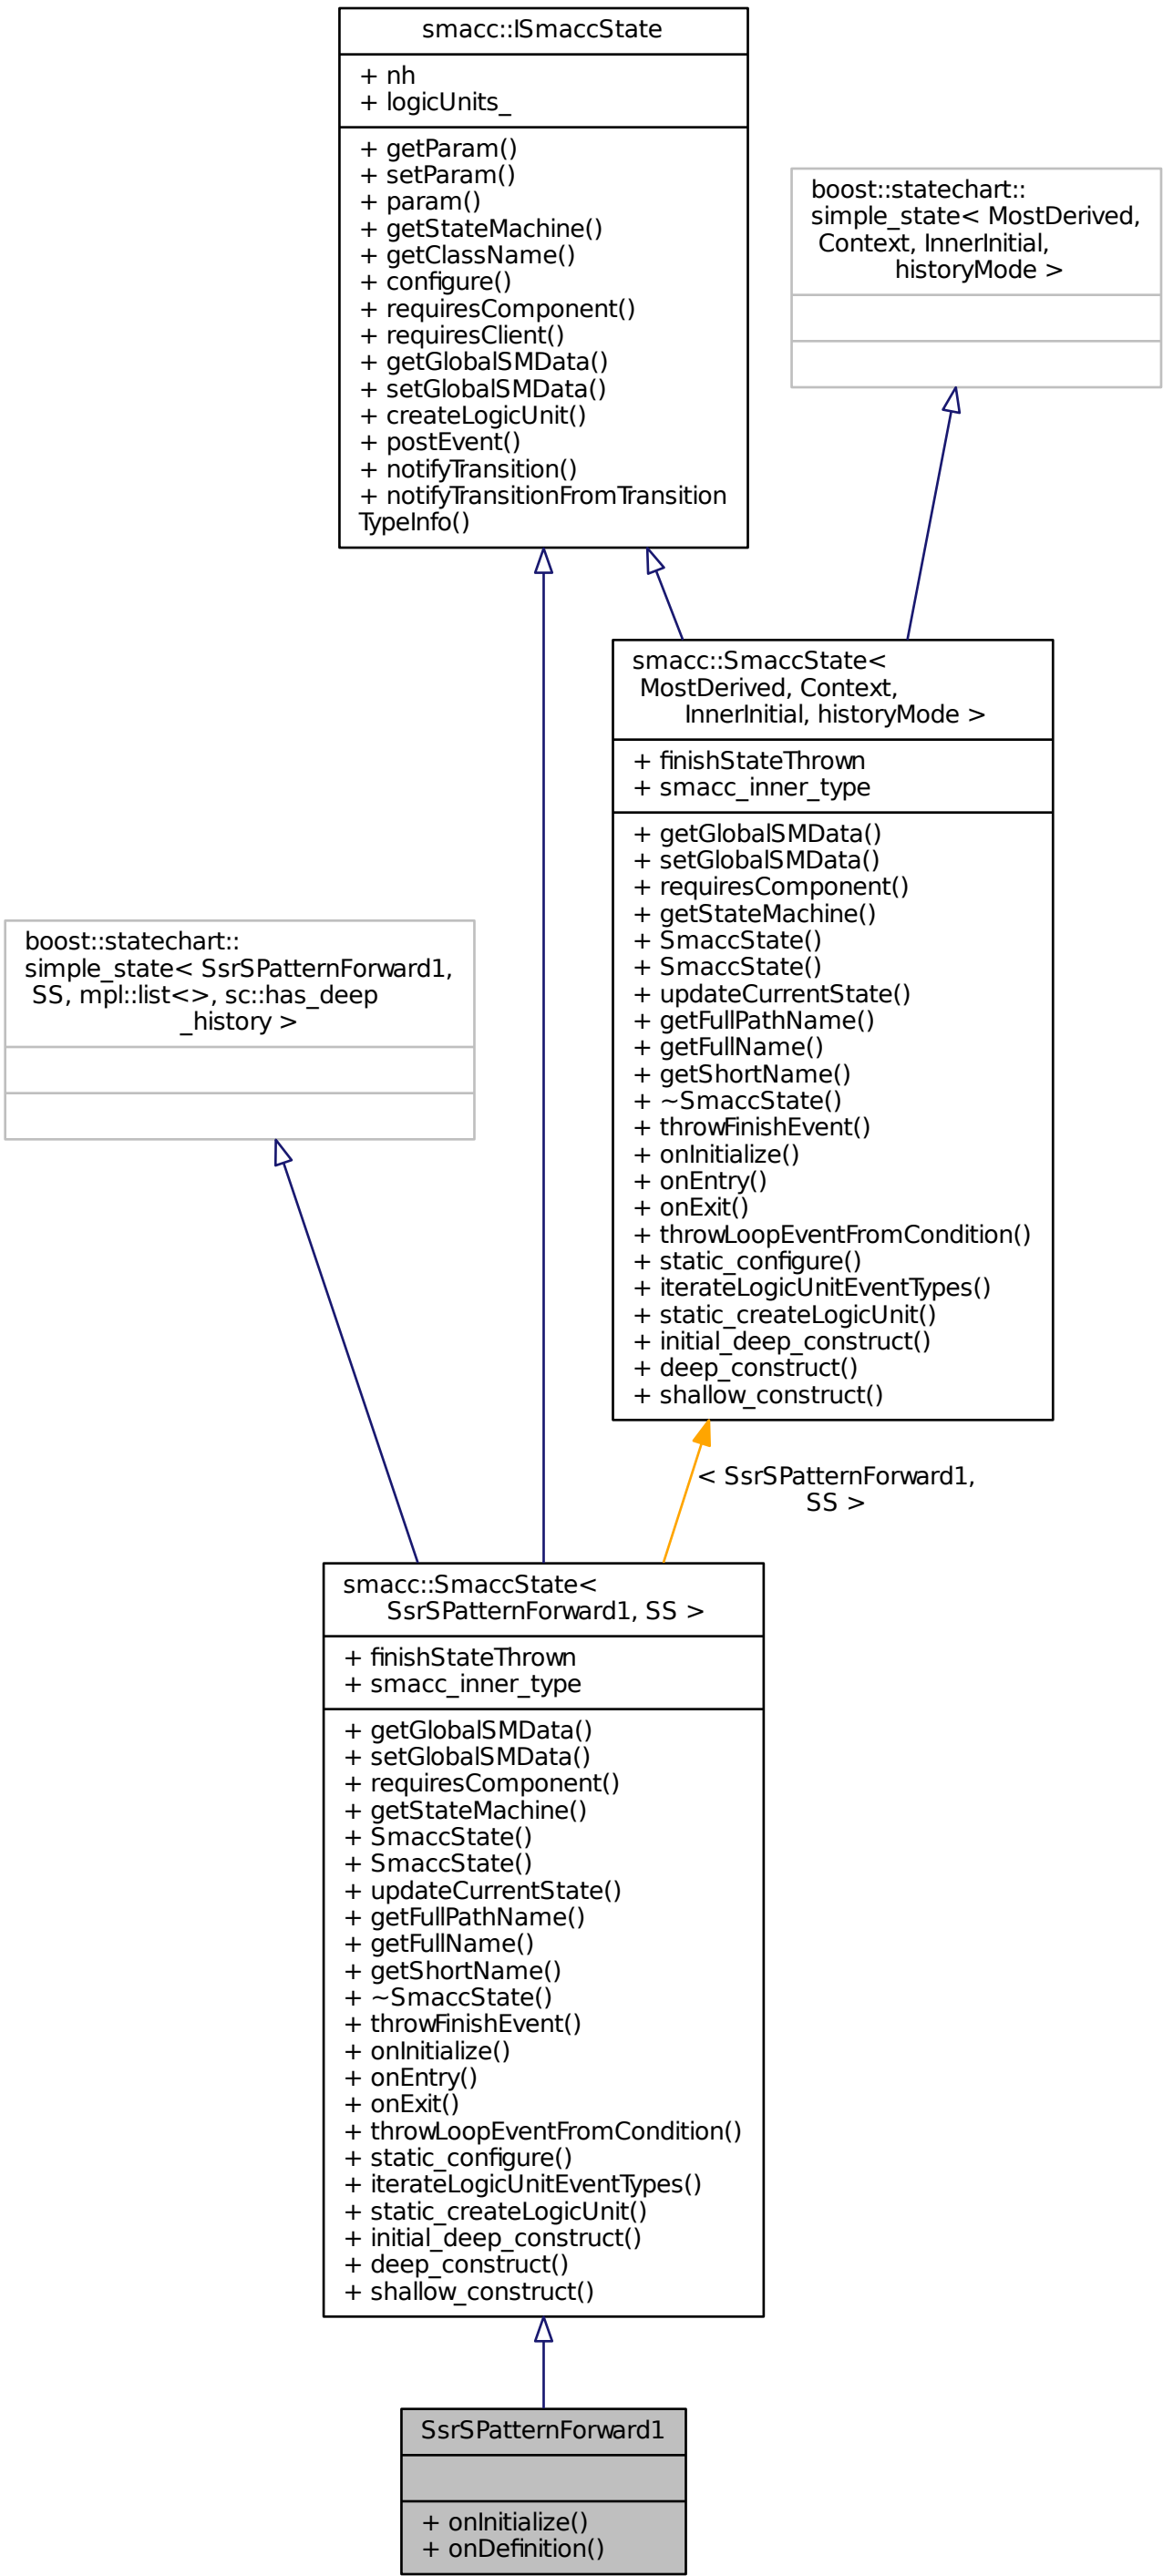 smacc::ISmaccState
+ nh
+ logicUnits_
+ getParam()
+ setParam()
+ param()
+ getStateMachine()
+ getClassName()
+ configure()
+ requiresComponent()
+ requiresClient()
+ getGlobalSMData()
+ setGlobalSMData()
+ createLogicUnit()
+ postEvent()
+ notifyTransition()
+ notifyTransitionFromTransition
TypeInfo()
boost::statechart::
simple_state< MostDerived,
Context, InnerInitial,
historyMode >
smacc::SmaccState<
MostDerived, Context,
InnerInitial, historyMode >
+ finishStateThrown
+ smacc_inner_type
+ getGlobalSMData()
+ setGlobalSMData()
+ requiresComponent()
+ getStateMachine()
+ SmaccState()
+ SmaccState()
+ updateCurrentState()
+ getFullPathName()
+ getFullName()
+ getShortName()
+ ~SmaccState()
+ throwFinishEvent()
+ onInitialize()
+ onEntry()
+ onExit()
+ throwLoopEventFromCondition()
+ static_configure()
+ iterateLogicUnitEventTypes()
+ static_createLogicUnit()
+ initial_deep_construct()
+ deep_construct()
+ shallow_construct()
boost::statechart::
simple_state< SsrSPatternForward1,
SS, mpl::list<>, sc::has_deep
_history >
< SsrSPatternForward1,
SS >
smacc::SmaccState<
SsrSPatternForward1, SS >
+ finishStateThrown
+ smacc_inner_type
+ getGlobalSMData()
+ setGlobalSMData()
+ requiresComponent()
+ getStateMachine()
+ SmaccState()
+ SmaccState()
+ updateCurrentState()
+ getFullPathName()
+ getFullName()
+ getShortName()
+ ~SmaccState()
+ throwFinishEvent()
+ onInitialize()
+ onEntry()
+ onExit()
+ throwLoopEventFromCondition()
+ static_configure()
+ iterateLogicUnitEventTypes()
+ static_createLogicUnit()
+ initial_deep_construct()
+ deep_construct()
+ shallow_construct()
SsrSPatternForward1
+ onInitialize()
+ onDefinition()